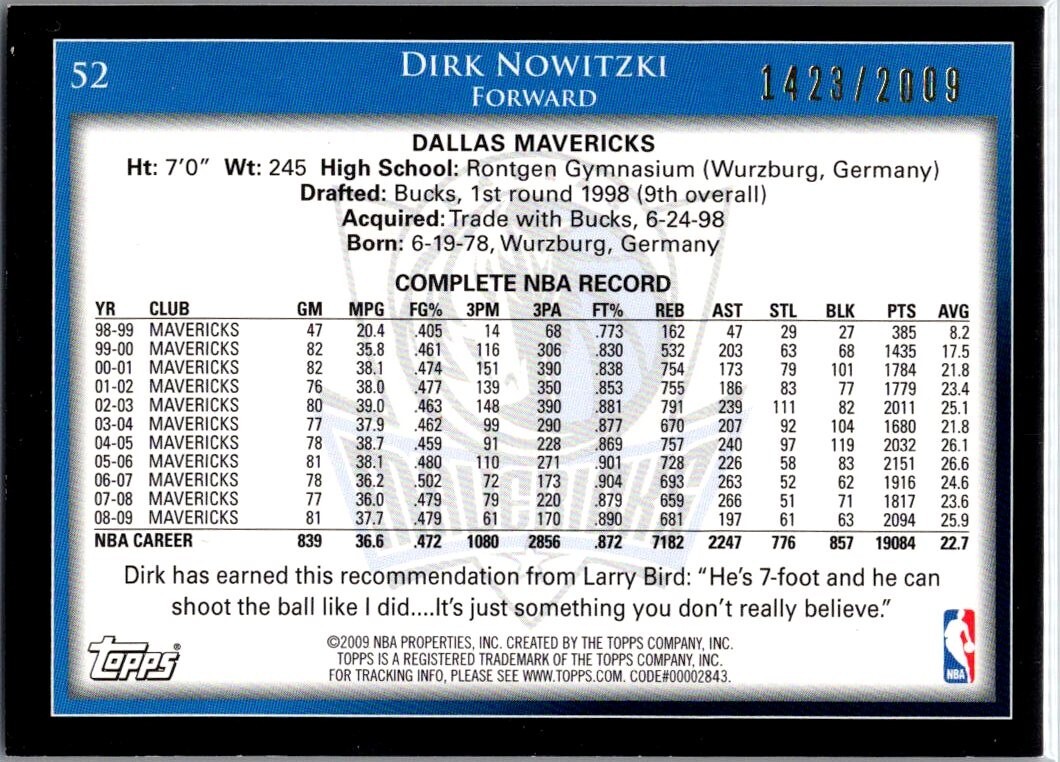 52
DIRK NOWITZKI
FORWARD
1423/2009
DALLAS MAVERICKS
Ht: 7'0" Wt: 245 High School: Rontgen Gymnasium (Wurzburg, Germany)
Drafted: Bucks, 1st round 1998 (9th overall)
Acquired: Trade with Bucks, 6-24-98
Born: 6-19-78, Wurzburg, Germany
COMPLETE NBA RECORD
YR CLUB GM MPG FG% 3PM 3PA FT% REB AST STL BLK PTS AVG
98-99 MAVERICKS 47 20.4 .405 14 68 .773 162 47 29 27 385 8.2
99-00 MAVERICKS 82 35.8 .461 116 306 .830 532 203 63 68 1435 17.5
00-01 MAVERICKS 82 38.1 .474 151 390 .838 754 173 79 101 1784 21.8
01-02 MAVERICKS 76 38.0 .477 139 350 .853 755 186 83 77 1779 23.4
02-03 MAVERICKS 80 39.0 .463 148 390 .881 791 239 111 82 2011 25.1
03-04 MAVERICKS 77 37.9 .462 99 290 .877 670 207 92 104 1680 21.8
04-05 MAVERICKS 78 38.7 .459 91 228 .869 757 240 97 119 2032 26.1
05-06 MAVERICKS 81 38.1 .480 110 271 .901 728 226 58 83 2151 26.6
06-07 MAVERICKS 78 36.2 .502 72 173 .904 693 263 52 62 1916 24.6
07-08 MAVERICKS 77 36.0 .479 79 220 .879 659 266 51 71 1817 23.6
08-09 MAVERICKS 81 37.7 .479 61 170 .890 681 197 61 63 2094 25.9
NBA CAREER 839 36.6 .472 1080 2856 .872 7182 2247 776 857 19084 22.7
Dirk has earned this recommendation from Larry Bird: "He's 7-foot and he can
shoot the ball like I did....It's just something you don't really believe."
Topps®
©2009 NBA PROPERTIES, INC. CREATED BY THE TOPPS COMPANY, INC.
TOPPS IS A REGISTERED TRADEMARK OF THE TOPPS COMPANY, INC.
FOR TRACKING INFO, PLEASE SEE WWW.TOPPS.COM. CODE#00002843.
NBA
MAVERICKS